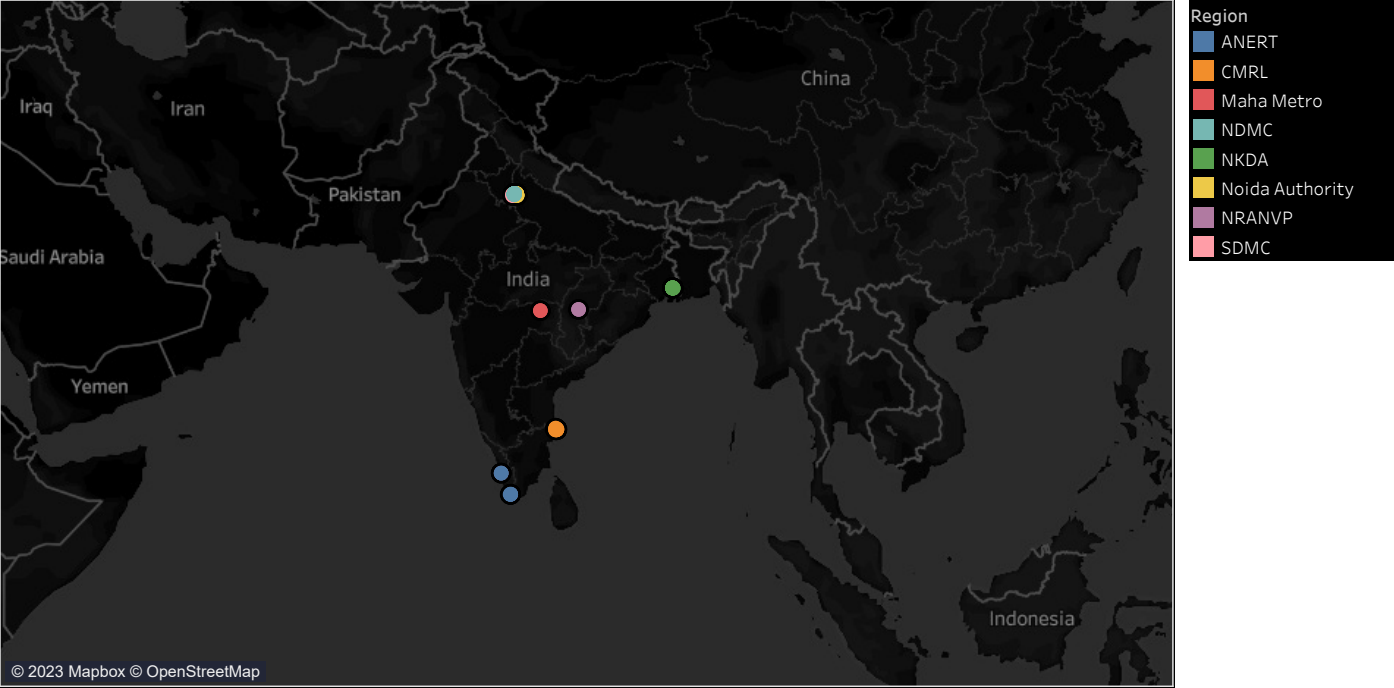 Region
ANERT
CMRL
Maha Metro
NDMC
NKDA
Noida Authority
NRANVP
SDMC
China
Iraq
Iran
Pakistan
Saudi Arabia
India
Yemen
Indonesia
© 2023 Mapbox © OpenStreetMap